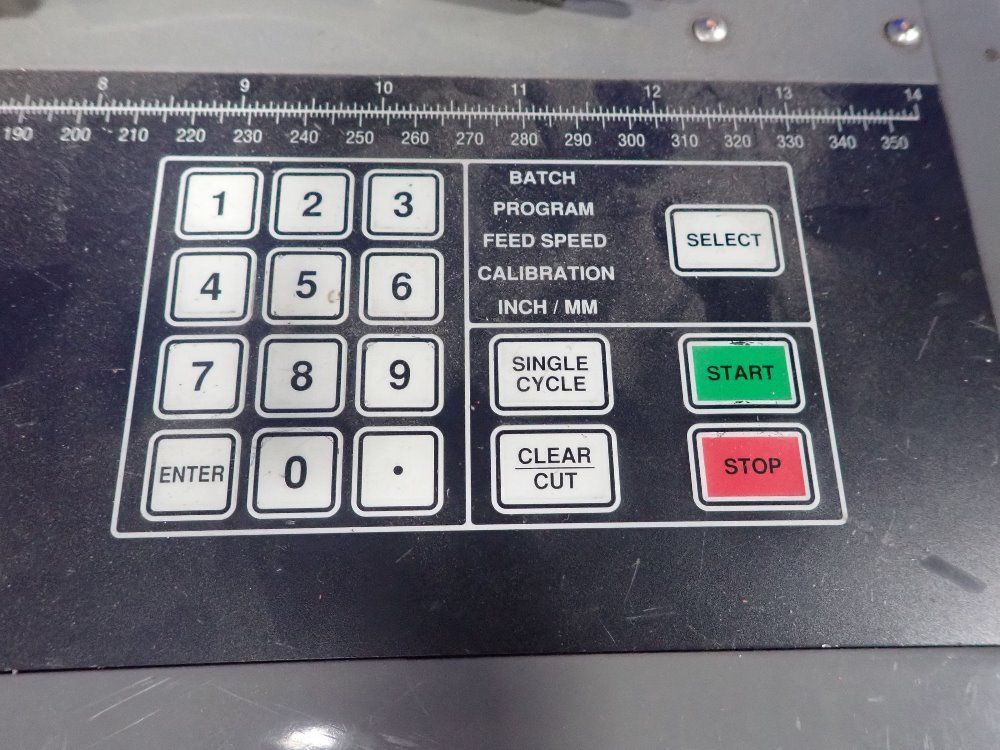 8 9 10 11 12 13 14
190 200 210 220 230 240 250 260 270 280 290 300 310 320 330 340 350
1 2 3
4 5 6
7 8 9
ENTER 0 .
BATCH
PROGRAM
FEED SPEED
CALIBRATION
INCH / MM
SELECT
SINGLE
CYCLE
START
CLEAR
CUT
STOP